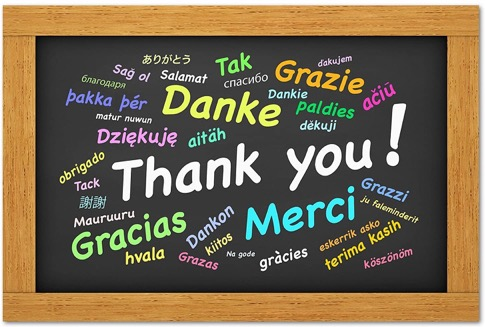 ありがとう
Tak
ďakujem
Sağ ol
Salamat
Grazie
благодаря
спасибо
þakka þér
Danke
Dankie
ačiū
Paldies
matur nuwun
děkuji
Dziękuję
aitäh
obrigado
Thank you!
Tack
謝謝
Grazzi
Mauruuru
Merci
Ju faleminderit
Gracias
Dankon
kiitos
eskerrik asko
hvala
Grazas
Na gode
gràcies
terima kasih
köszönöm